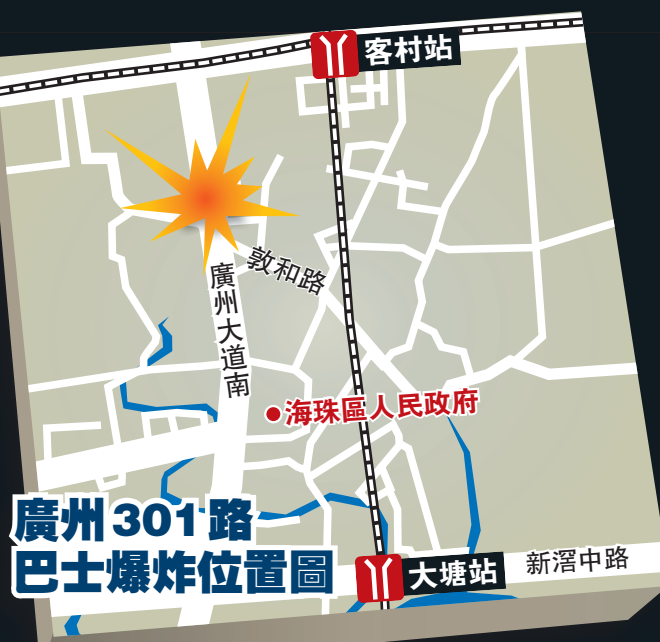 客村站
敦和路
廣州大道南
海珠區人民政府
廣州301路
巴士爆炸位置圖
大塘站
新滘中路